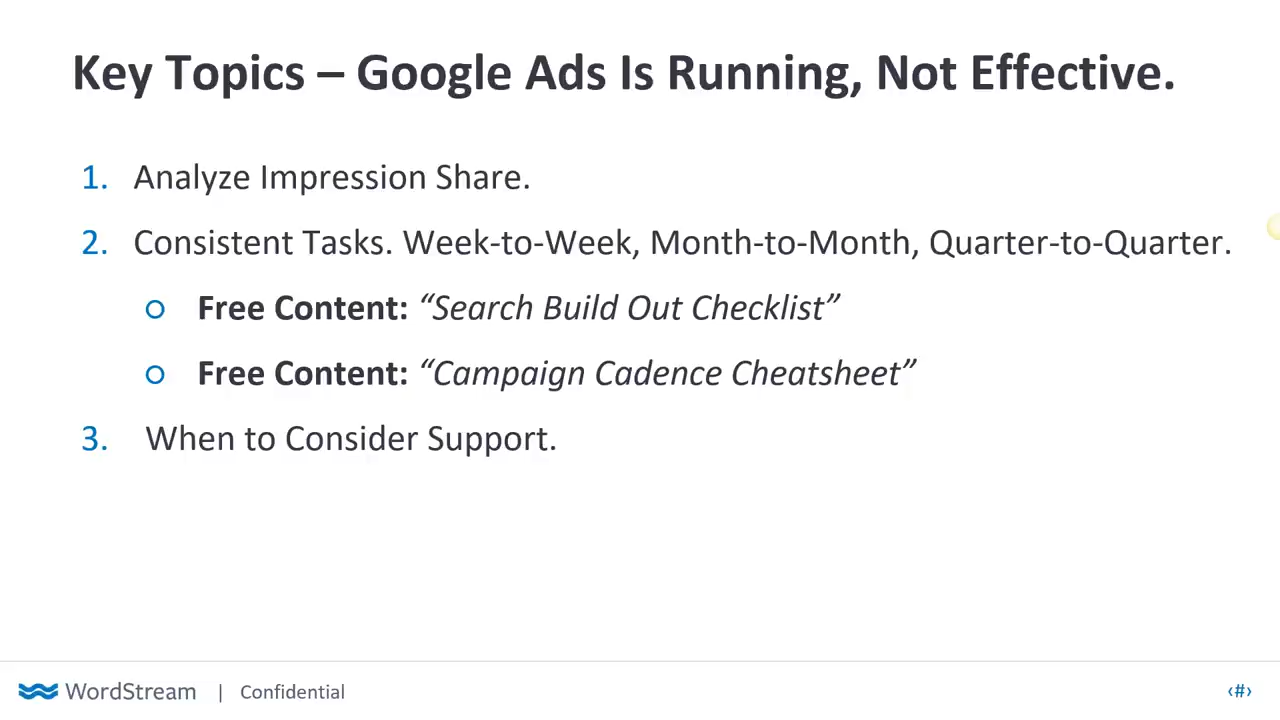 Key Topics – Google Ads Is Running, Not Effective.
1. Analyze Impression Share.
2. Consistent Tasks. Week-to-Week, Month-to-Month, Quarter-to-Quarter.
○ Free Content: “Search Build Out Checklist”
○ Free Content: “Campaign Cadence Cheatsheet”
3. When to Consider Support.
WordStream | Confidential
‹#›